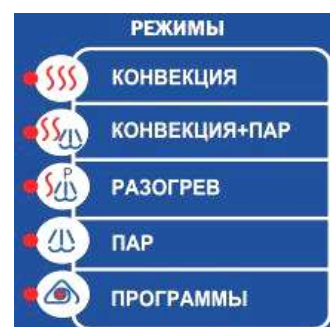 РЕЖИМЫ
КОНВЕКЦИЯ
КОНВЕКЦИЯ+ПАР
P
РАЗОГРЕВ
ПАР
ПРОГРАММЫ